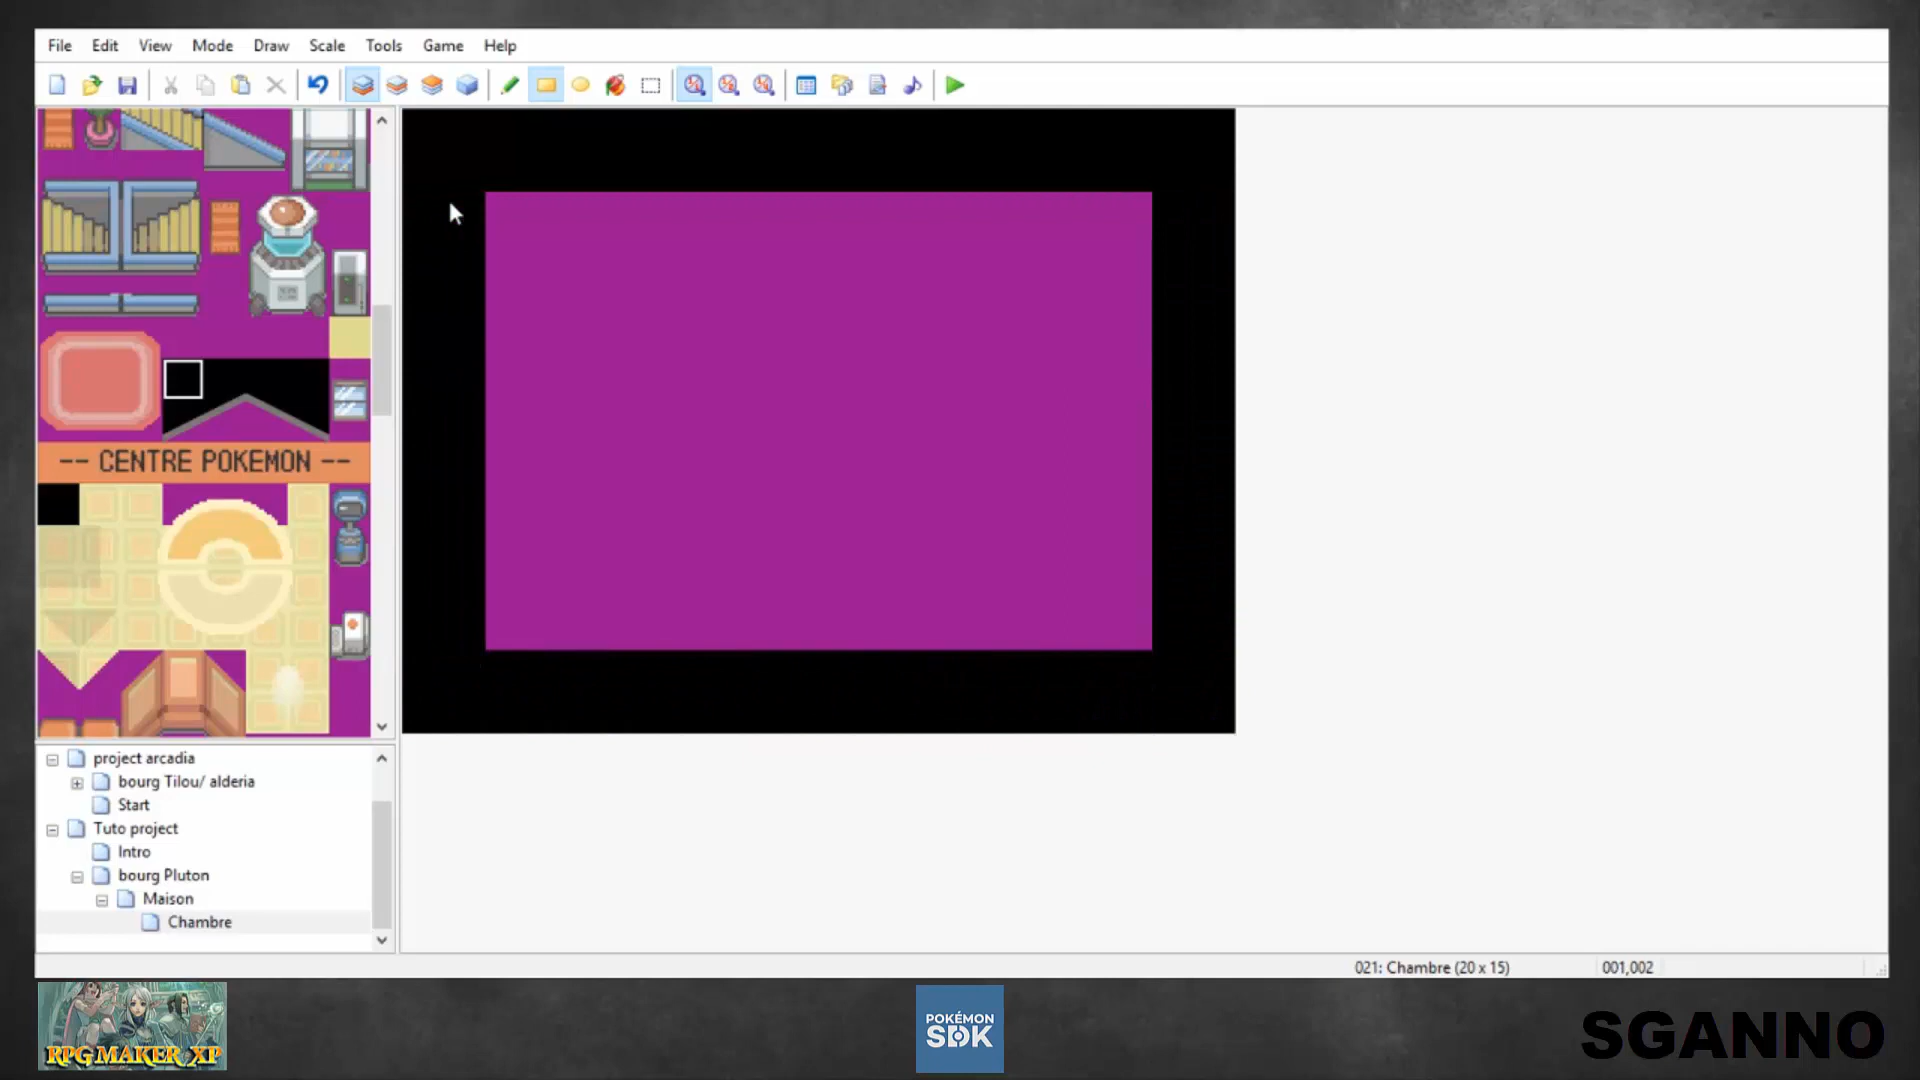 File Edit View Mode Draw Scale Tools Game Help
-- CENTRE POKEMON --
project arcadia
bourg Tilou/ alderia
Start
Tuto project
Intro
bourg Pluton
Maison
Chambre
021: Chambre (20 x 15) 001,002
RPG MAKER XP
POKÉMON
SDK
SGANNO